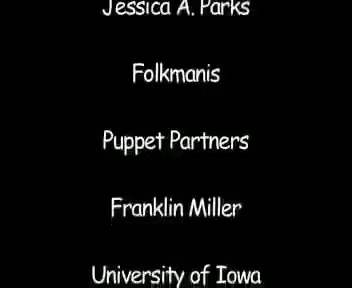 Jessica A. Parks
Folkmanis
Puppet Partners
Franklin Miller
University of Iowa